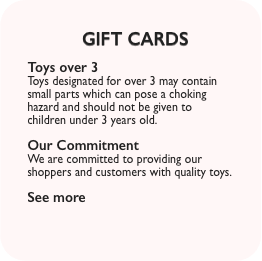 GIFT CARDS
Toys over 3
Toys designated for over 3 may contain
small parts which can pose a choking
hazard and should not be given to
children under 3 years old.
Our Commitment
We are committed to providing our
shoppers and customers with quality toys.
See more